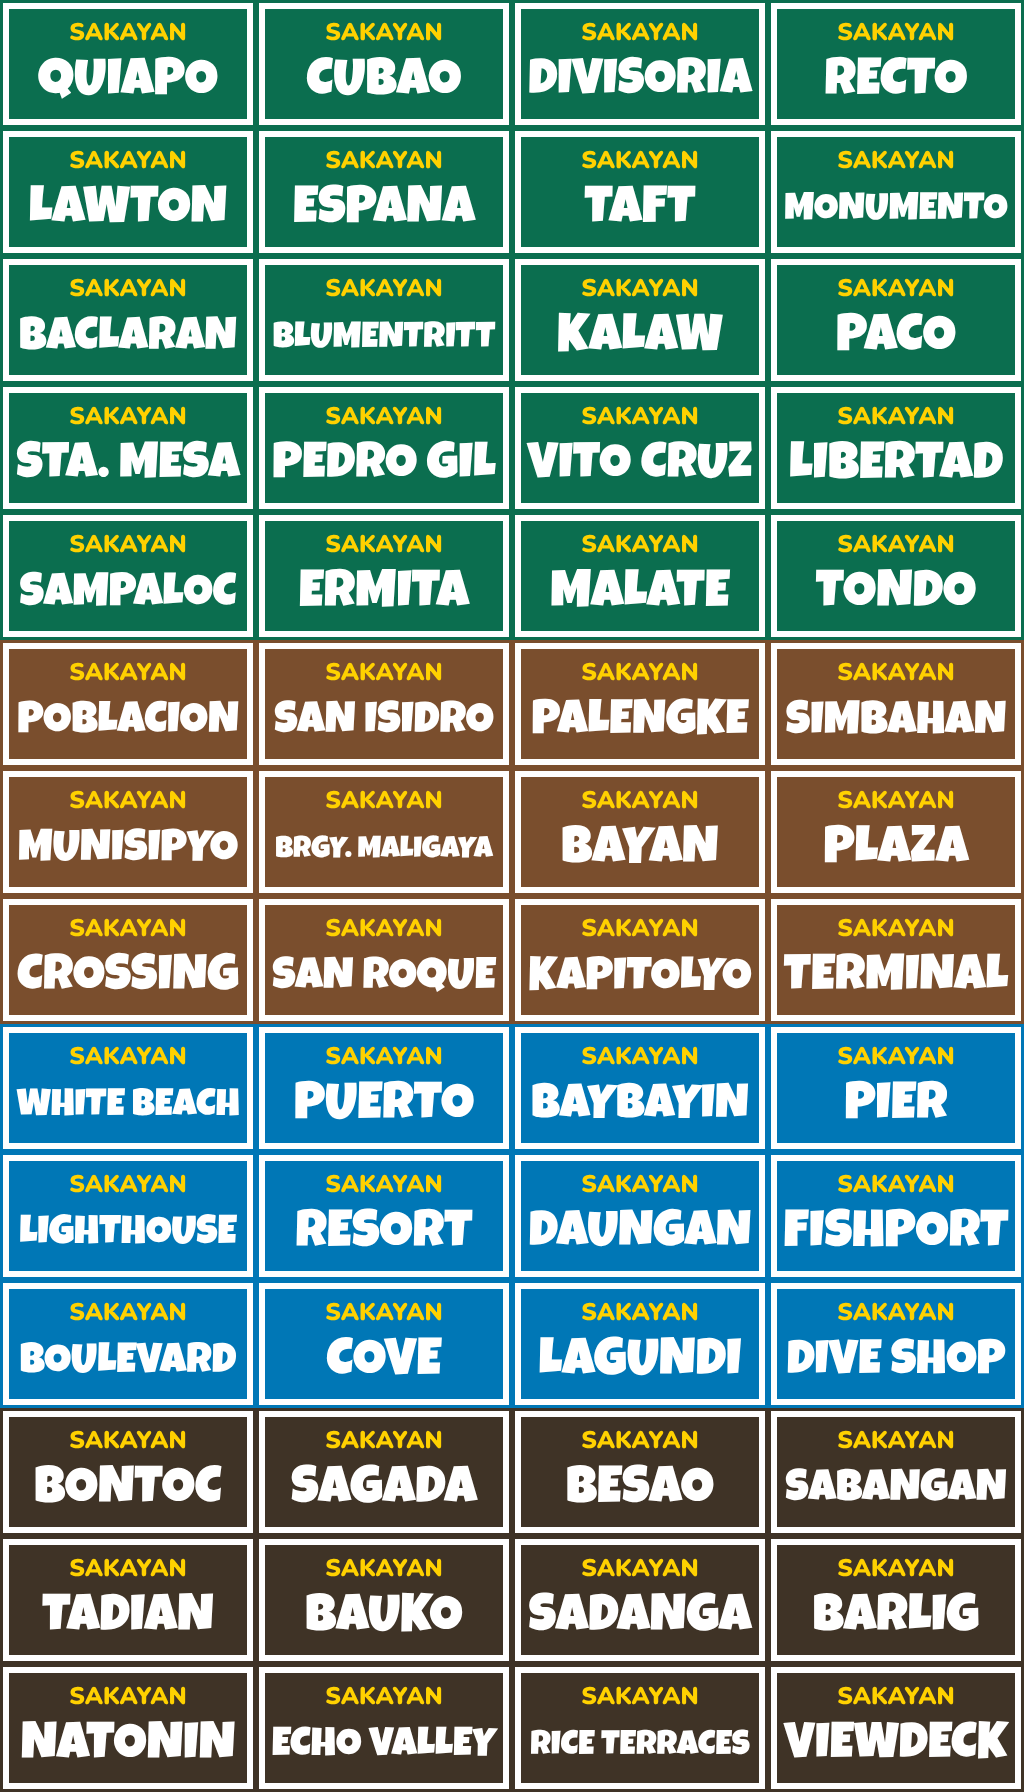 SAKAYAN SAKAYAN SAKAYAN SAKAYAN
QUIAPO CUBAO DIVISORIA RECTO
SAKAYAN SAKAYAN SAKAYAN SAKAYAN
LAWTON ESPANA TAFT MONUMENTO
SAKAYAN SAKAYAN SAKAYAN SAKAYAN
BACLARAN BLUMENTRITT KALAW PACO
SAKAYAN SAKAYAN SAKAYAN SAKAYAN
STA. MESA PEDRO GIL VITO CRUZ LIBERTAD
SAKAYAN SAKAYAN SAKAYAN SAKAYAN
SAMPALOC ERMITA MALATE TONDO
SAKAYAN SAKAYAN SAKAYAN SAKAYAN
POBLACION SAN ISIDRO PALENGKE SIMBAHAN
SAKAYAN SAKAYAN SAKAYAN SAKAYAN
MUNISIPYO BRGY. MALIGAYA BAYAN PLAZA
SAKAYAN SAKAYAN SAKAYAN SAKAYAN
CROSSING SAN ROQUE KAPITOLYO TERMINAL
SAKAYAN SAKAYAN SAKAYAN SAKAYAN
WHITE BEACH PUERTO BAYBAYIN PIER
SAKAYAN SAKAYAN SAKAYAN SAKAYAN
LIGHTHOUSE RESORT DAUNGAN FISHPORT
SAKAYAN SAKAYAN SAKAYAN SAKAYAN
BOULEVARD COVE LAGUNDI DIVE SHOP
SAKAYAN SAKAYAN SAKAYAN SAKAYAN
BONTOC SAGADA BESAO SABANGAN
SAKAYAN SAKAYAN SAKAYAN SAKAYAN
TADIAN BAUKO SADANGA BARLIG
SAKAYAN SAKAYAN SAKAYAN SAKAYAN
NATONIN ECHO VALLEY RICE TERRACES VIEWDECK